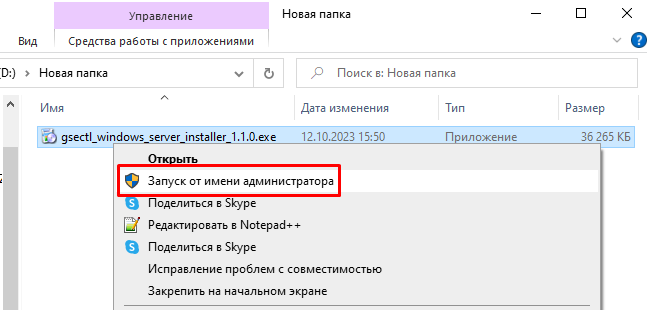 Управление
Новая папка
Вид
Средства работы с приложениями
D:)
Новая папка
Поиск в: Новая папка
Имя
Дата изменения
Тип
Размер
gsectl_windows_server_installer_1.1.0.exe
12.10.2023 15:50
Приложение
36 265 КБ
Открыть
Запуск от имени администратора
Поделиться в Skype
Редактировать в Notepad++
Поделиться в Skype
Исправление проблем с совместимостью
Закрепить на начальном экране